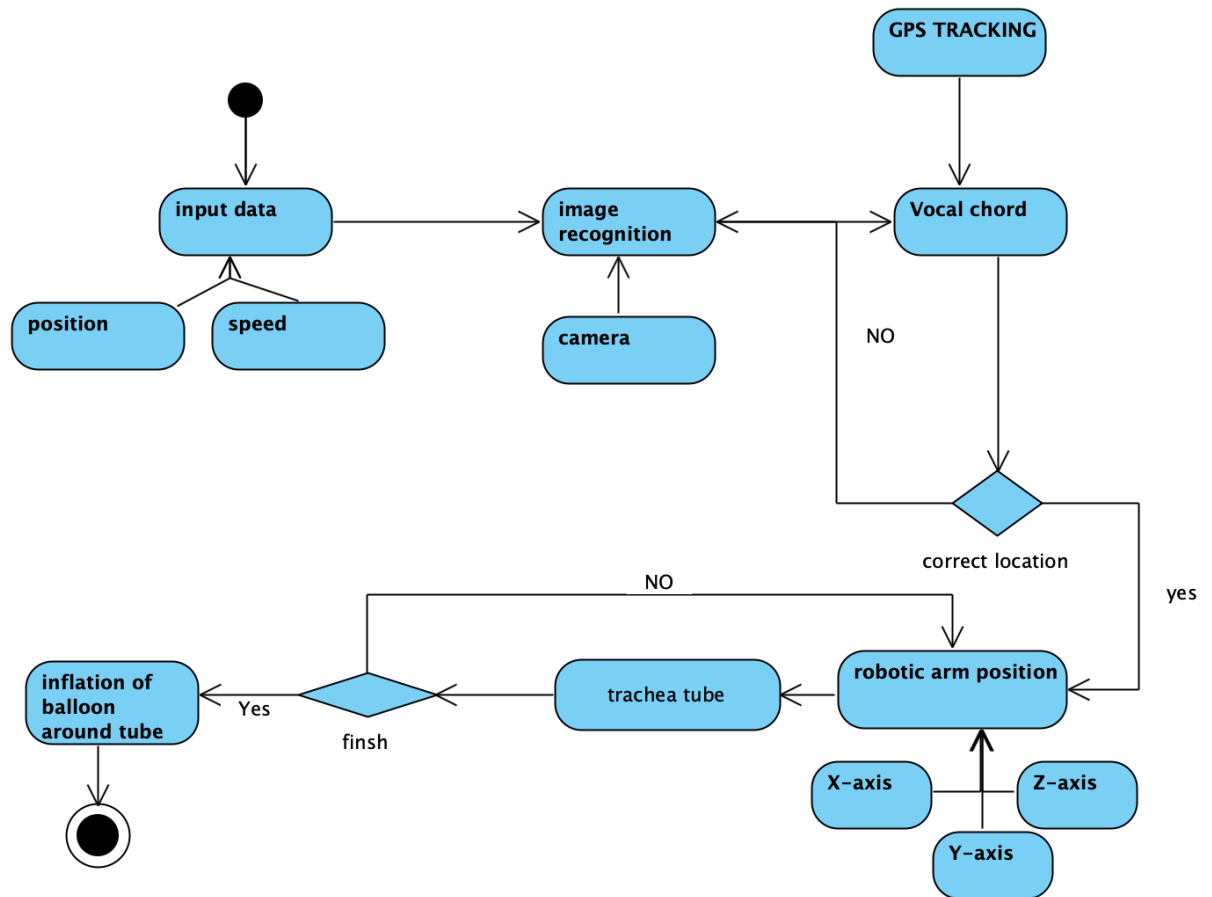 GPS TRACKING
input data
image
recognition
Vocal chord
position
speed
camera
NO
correct location
NO
yes
inflation of
balloon
around tube
Yes
finsh
trachea tube
robotic arm position
X-axis
Z-axis
Y-axis